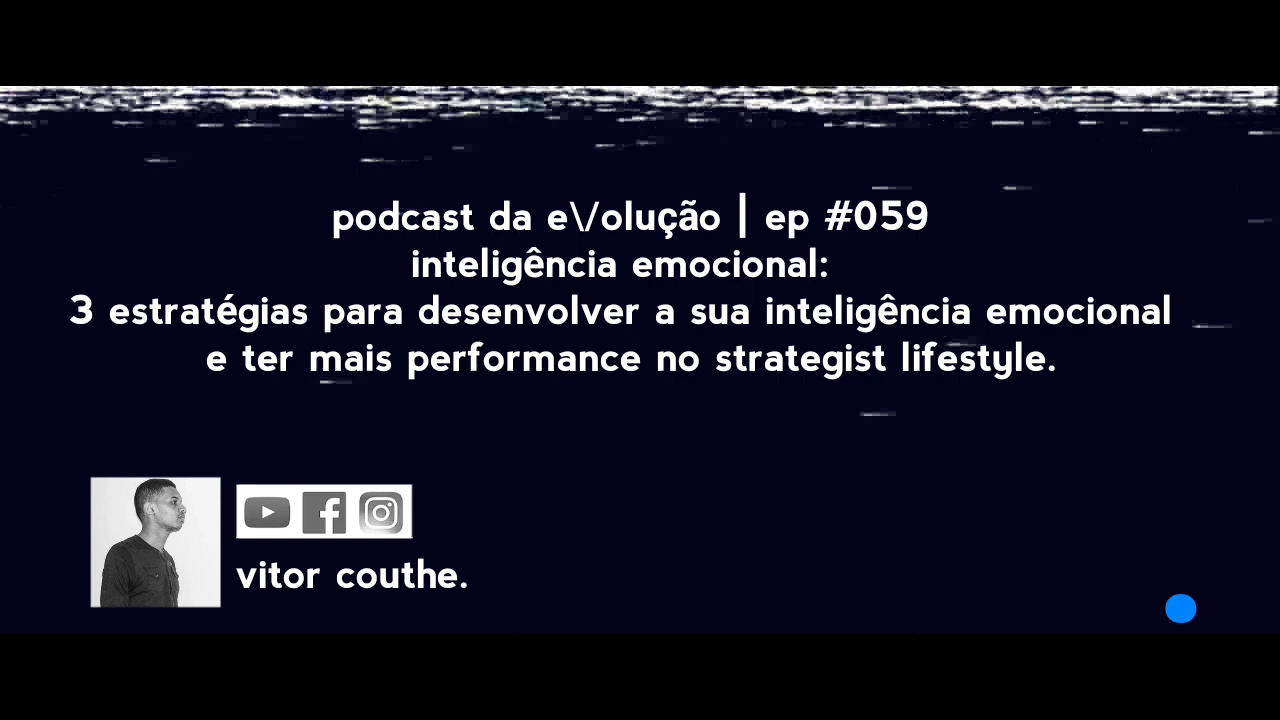 podcast da e\/olução | ep #059
inteligência emocional:
3 estratégias para desenvolver a sua inteligência emocional
e ter mais performance no strategist lifestyle.
vitor couthe.